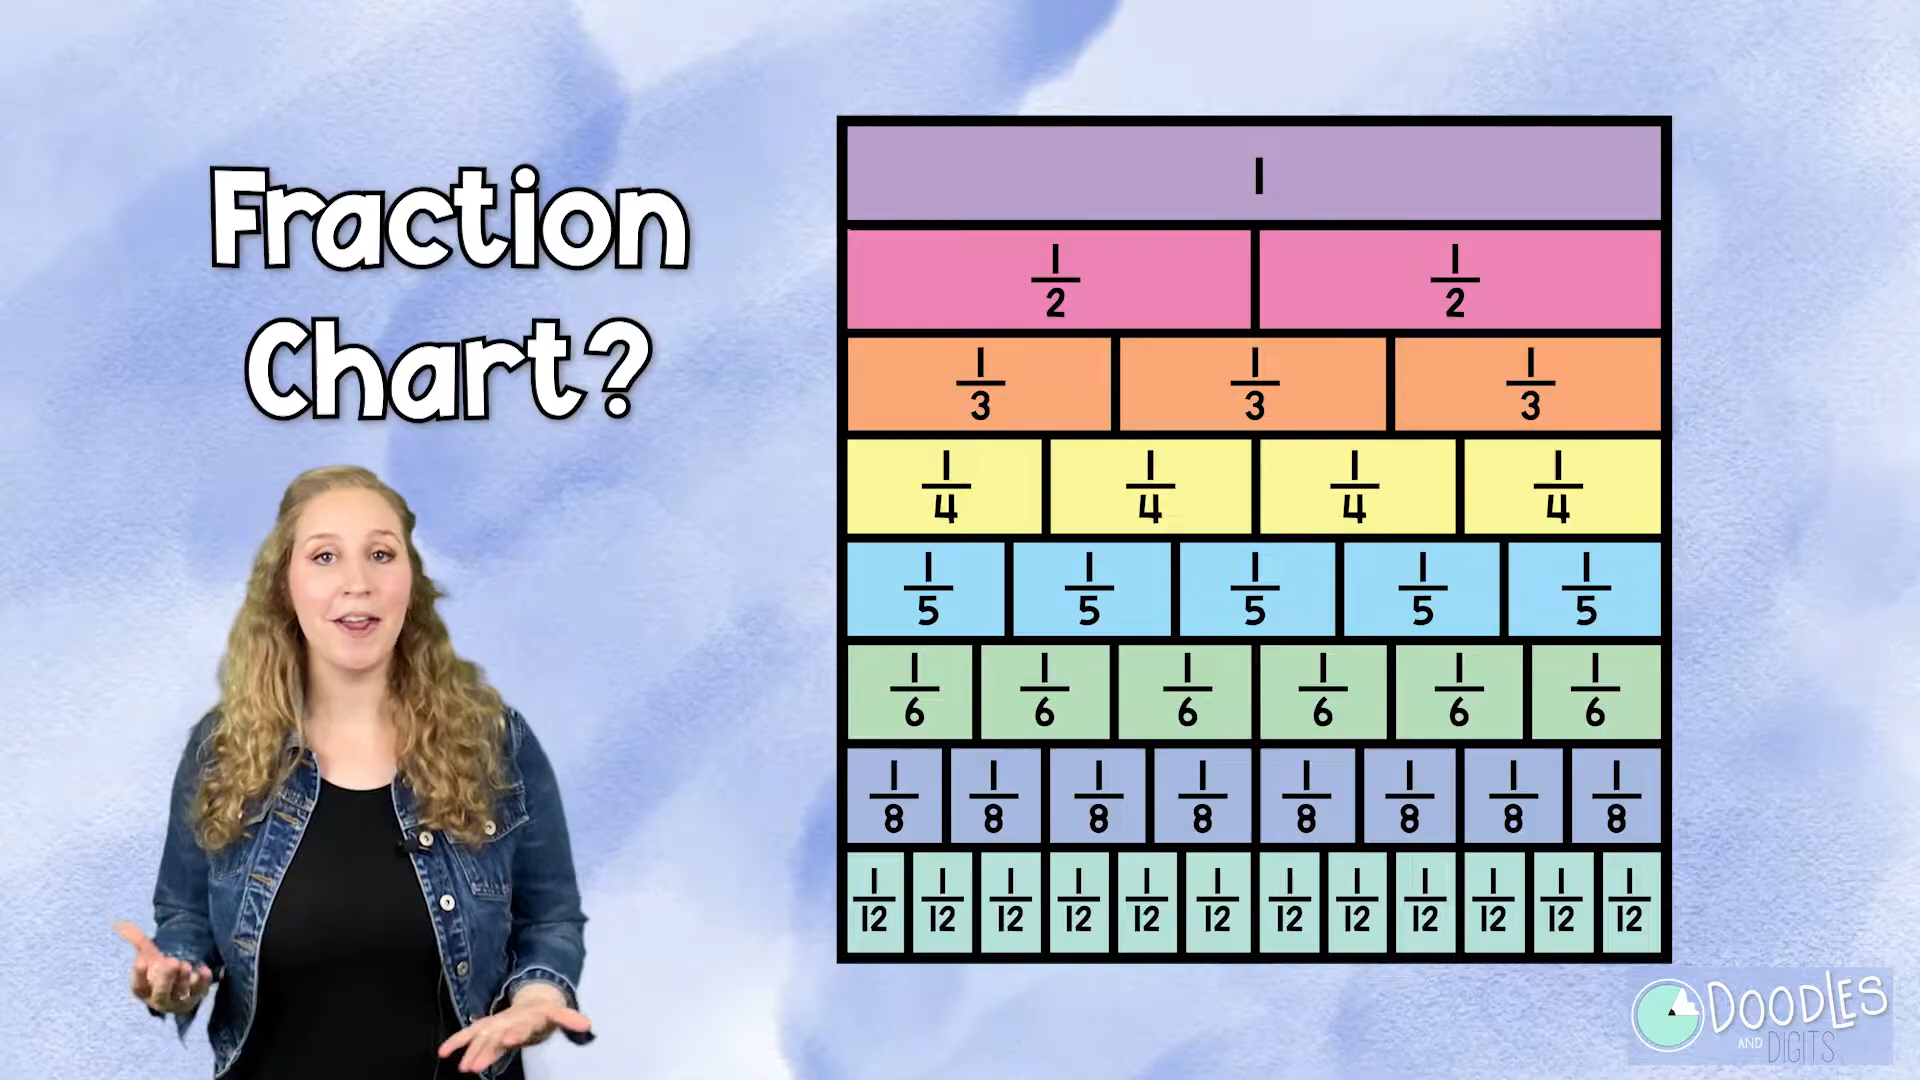 Fraction
Chart?
1
1/2 1/2
1/3 1/3 1/3
1/4 1/4 1/4 1/4
1/5 1/5 1/5 1/5 1/5
1/6 1/6 1/6 1/6 1/6 1/6
1/8 1/8 1/8 1/8 1/8 1/8 1/8 1/8
1/12 1/12 1/12 1/12 1/12 1/12 1/12 1/12 1/12 1/12 1/12 1/12
DOODLES
AND DIGITS